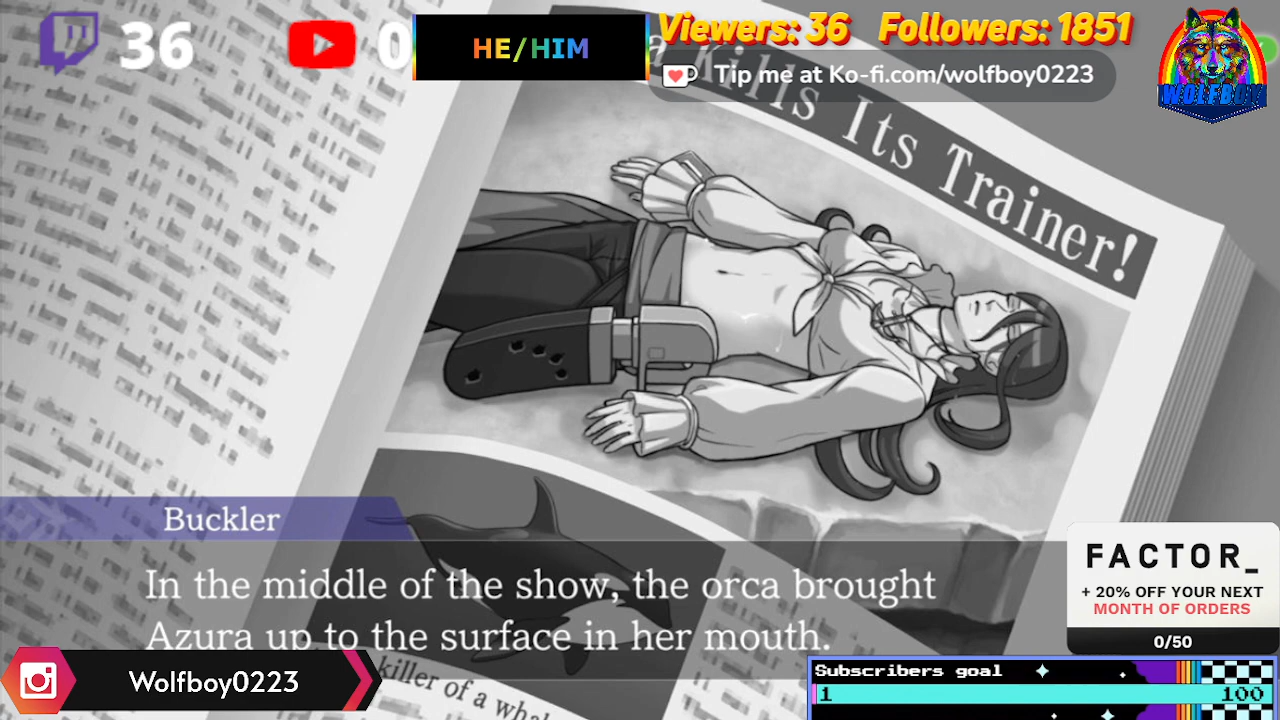 36
0
HE/HIM
Viewers: 36 Followers: 1851
Tip me at Ko-fi.com/wolfboy0223
WOLFBOY
a Kills Its Trainer!
Buckler
In the middle of the show, the orca brought
Azura up to the surface in her mouth.
killer of a whal
FACTOR_
+ 20% OFF YOUR NEXT
MONTH OF ORDERS
0/50
Wolfboy0223
Subscribers goal
1 100